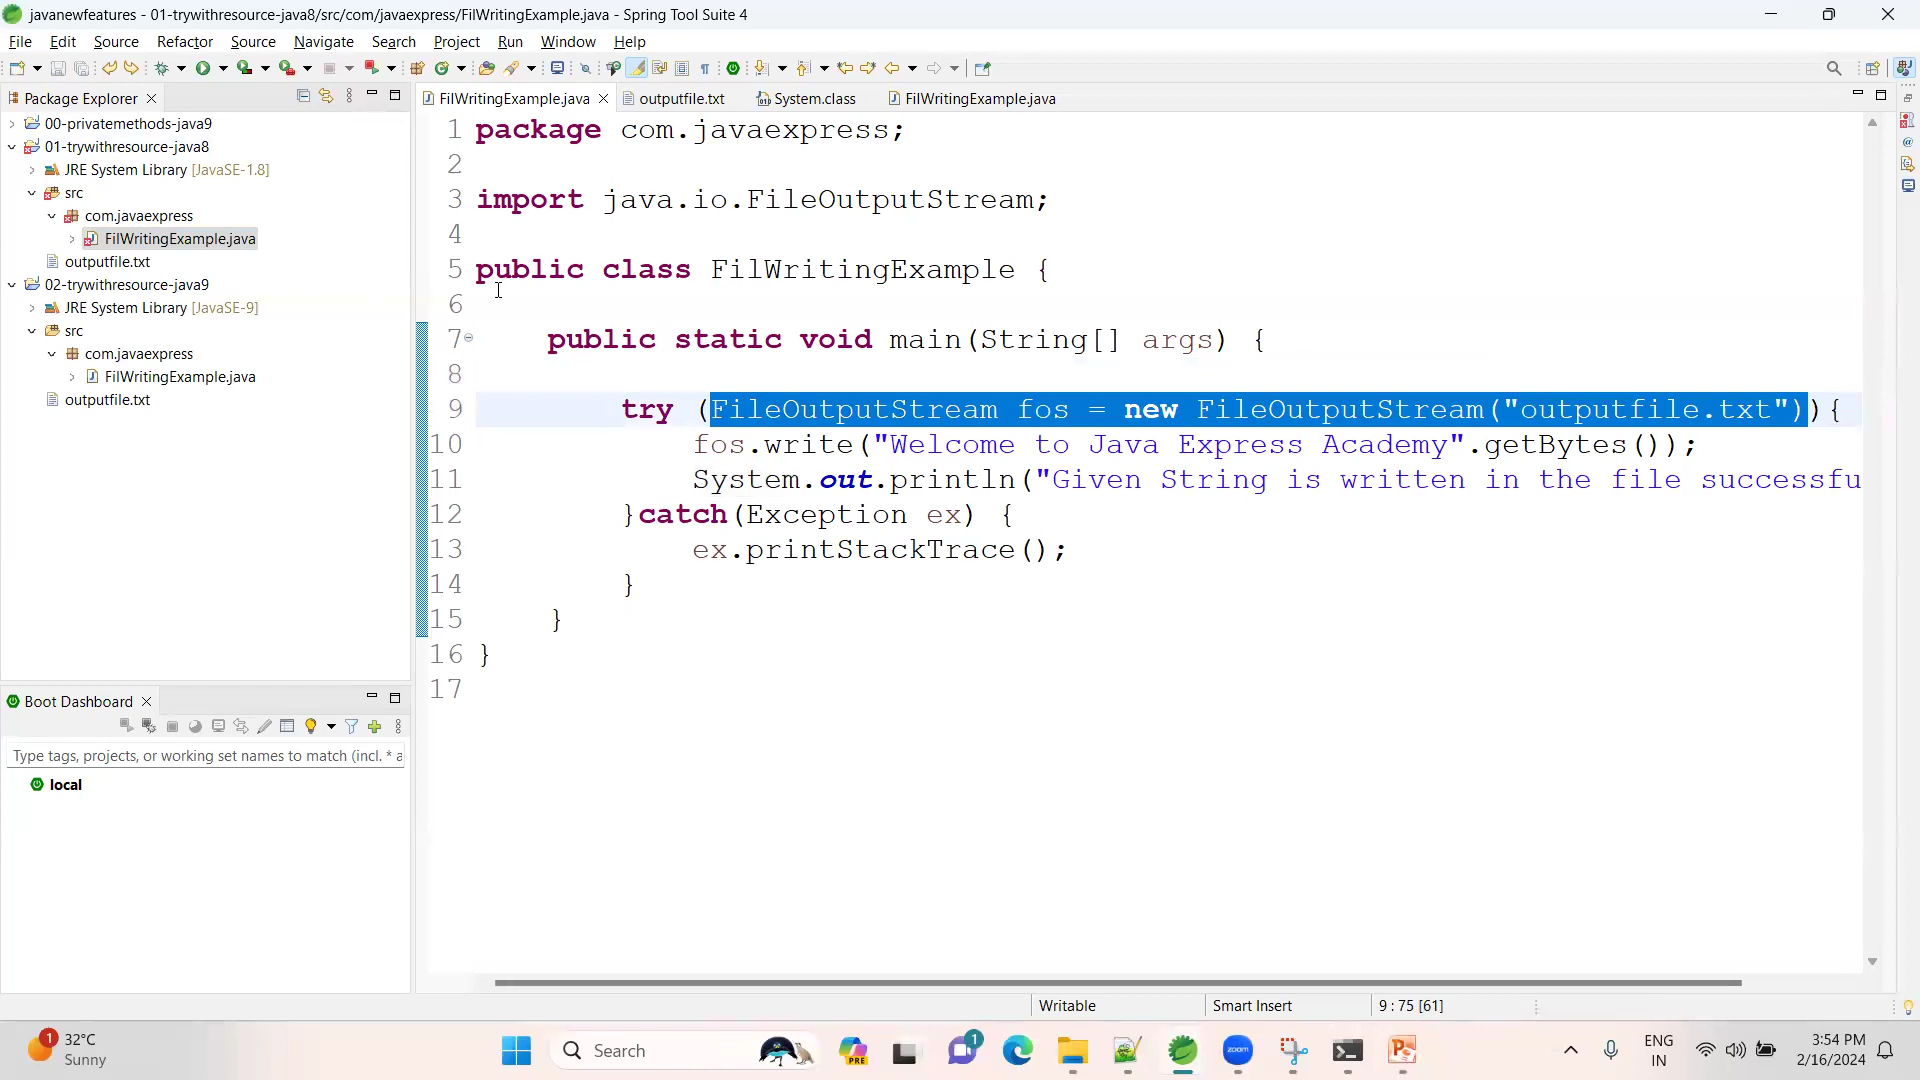 javanewfeatures - 01-trywithresource-java8/src/com/javaexpress/FilWritingExample.java - Spring Tool Suite 4
File Edit Source Refactor Source Navigate Search Project Run Window Help
Package Explorer
00-privatemethods-java9
01-trywithresource-java8
JRE System Library [JavaSE-1.8]
src
com.javaexpress
FilWritingExample.java
outputfile.txt
02-trywithresource-java9
JRE System Library [JavaSE-9]
src
com.javaexpress
FilWritingExample.java
outputfile.txt
Boot Dashboard
Type tags, projects, or working set names to match (incl. * a
local
FilWritingExample.java outputfile.txt System.class FilWritingExample.java
1 package com.javaexpress;
2
3 import java.io.FileOutputStream;
4
5 public class FilWritingExample {
6
7 public static void main(String[] args) {
8
9 try (FileOutputStream fos = new FileOutputStream("outputfile.txt")){
10 fos.write("Welcome to Java Express Academy".getBytes());
11 System.out.println("Given String is written in the file successfu
12 }catch(Exception ex) {
13 ex.printStackTrace();
14 }
15 }
16 }
17
Writable Smart Insert 9 : 75 [61]
1 32°C
Sunny
Search
PRE
1
zoom
ENG
IN
3:54 PM
2/16/2024